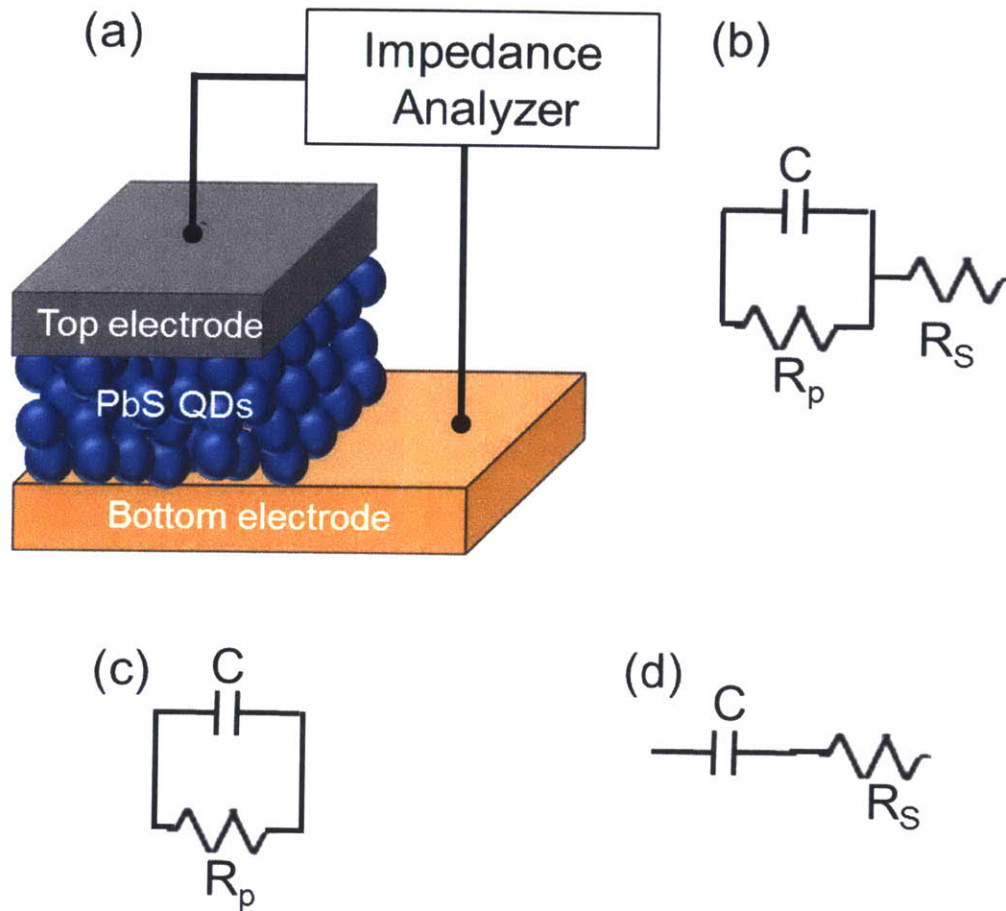 (a)
Impedance
Analyzer
Top electrode
PbS QDs
Bottom electrode
(b)
C
R_p
R_S
(c)
C
R_p
(d)
C
R_S